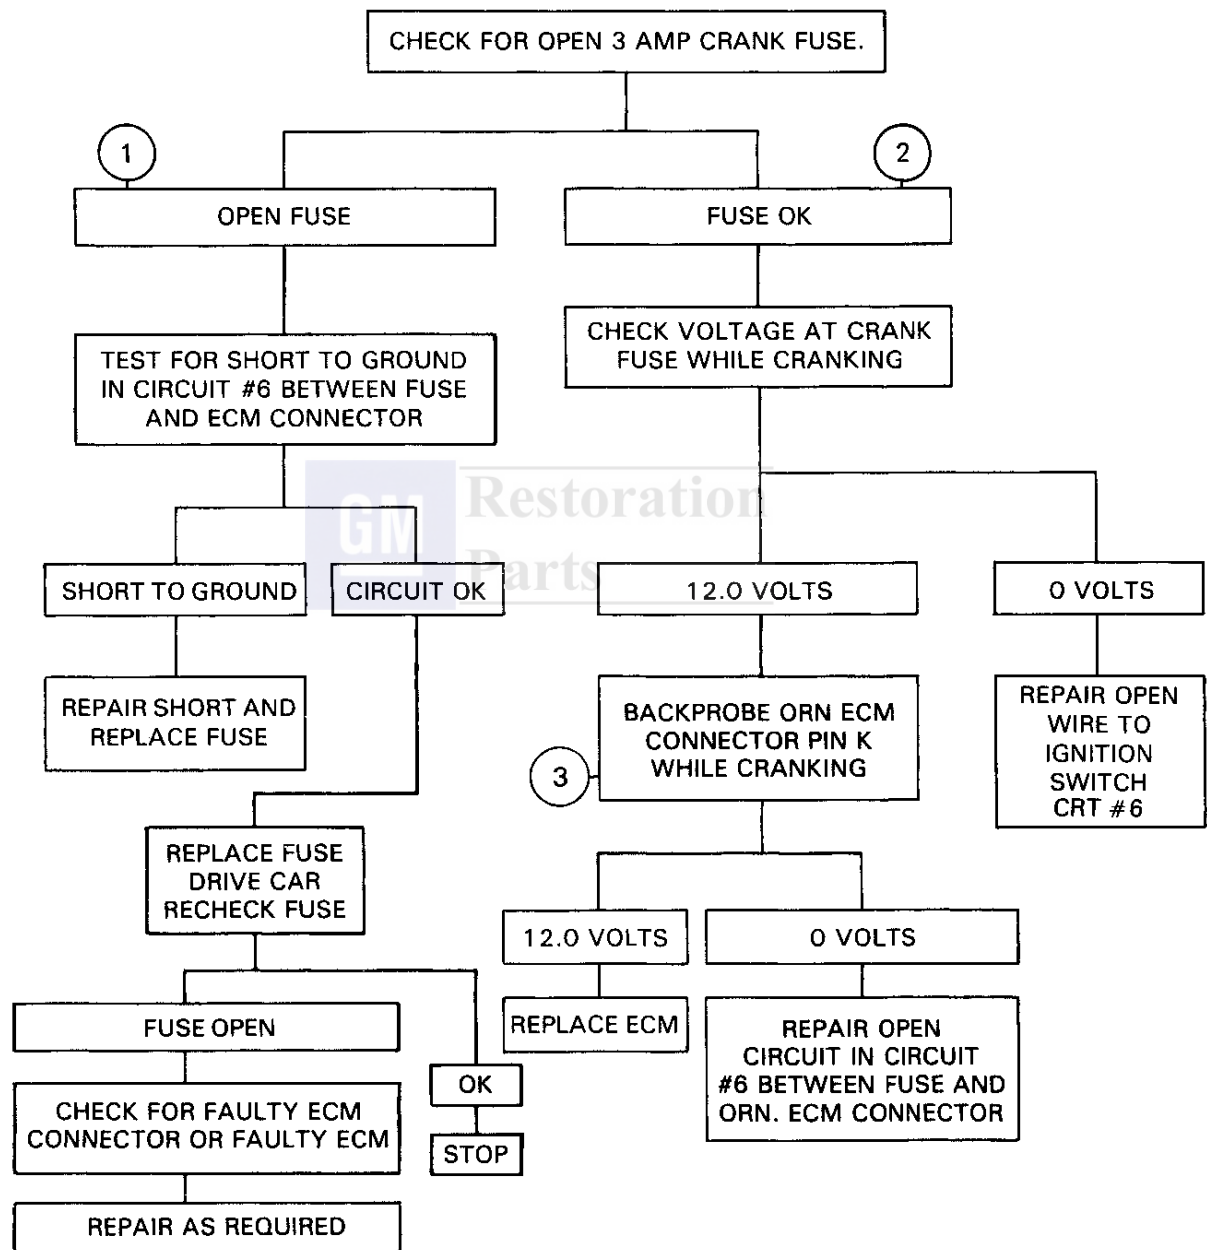 CHECK FOR OPEN 3 AMP CRANK FUSE.
1
2
OPEN FUSE
FUSE OK
TEST FOR SHORT TO GROUND
IN CIRCUIT #6 BETWEEN FUSE
AND ECM CONNECTOR
CHECK VOLTAGE AT CRANK
FUSE WHILE CRANKING
GM
Restoration
Parts
SHORT TO GROUND
CIRCUIT OK
12.0 VOLTS
0 VOLTS
REPAIR SHORT AND
REPLACE FUSE
BACKPROBE ORN ECM
CONNECTOR PIN K
WHILE CRANKING
3
REPAIR OPEN
WIRE TO
IGNITION
SWITCH
CRT #6
REPLACE FUSE
DRIVE CAR
RECHECK FUSE
12.0 VOLTS
0 VOLTS
FUSE OPEN
OK
REPLACE ECM
REPAIR OPEN
CIRCUIT IN CIRCUIT
#6 BETWEEN FUSE AND
ORN. ECM CONNECTOR
CHECK FOR FAULTY ECM
CONNECTOR OR FAULTY ECM
STOP
REPAIR AS REQUIRED